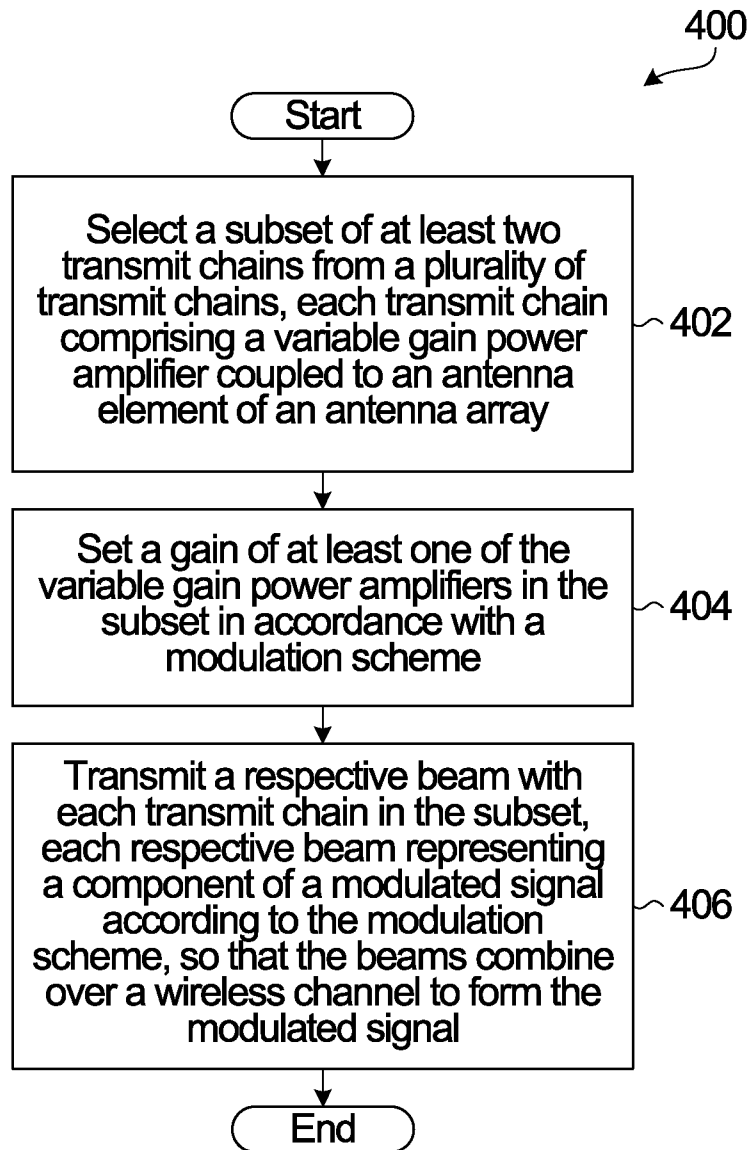 400
Start
Select a subset of at least two
transmit chains from a plurality of
transmit chains, each transmit chain
comprising a variable gain power
amplifier coupled to an antenna
element of an antenna array
402
Set a gain of at least one of the
variable gain power amplifiers in the
subset in accordance with a
modulation scheme
404
Transmit a respective beam with
each transmit chain in the subset,
each respective beam representing
a component of a modulated signal
according to the modulation
scheme, so that the beams combine
over a wireless channel to form the
modulated signal
406
End